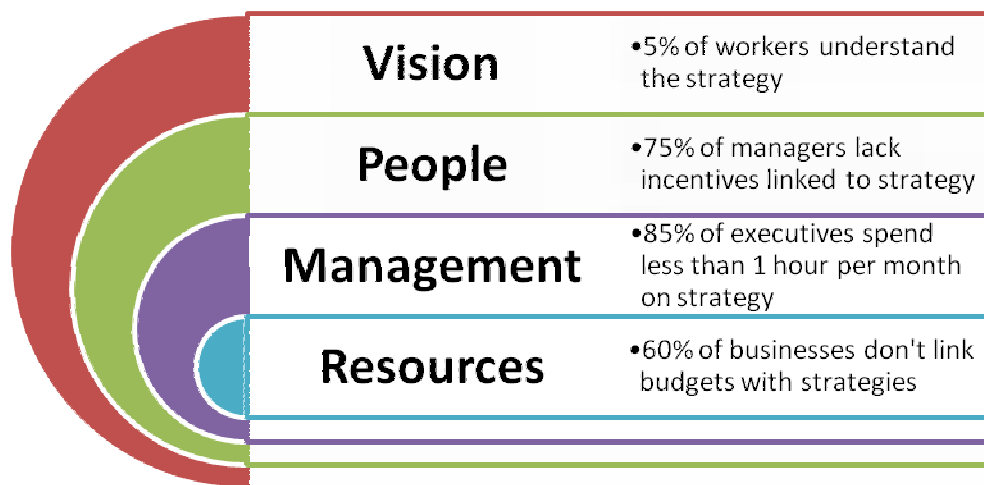 Vision
•5% of workers understand
the strategy
People
•75% of managers lack
incentives linked to strategy
Management
•85% of executives spend
less than 1 hour per month
on strategy
Resources
•60% of businesses don't link
budgets with strategies